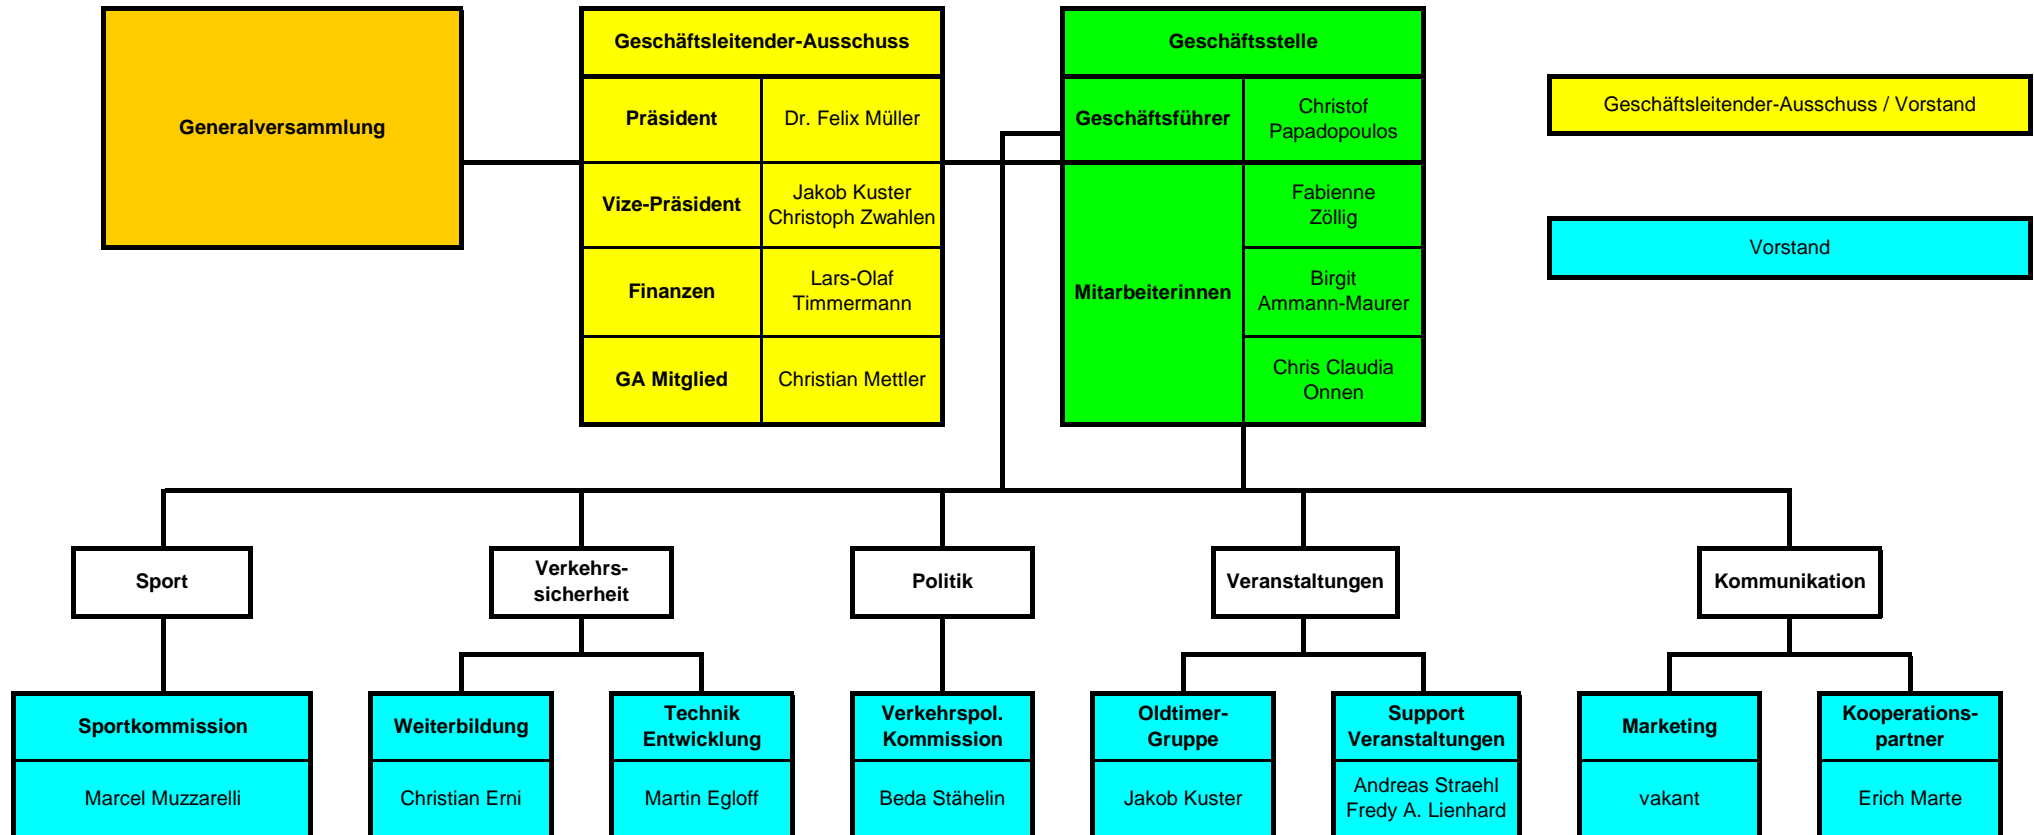 Generalversammlung
Geschäftsleitender-Ausschuss
Präsident
Dr. Felix Müller
Vize-Präsident
Jakob Kuster
Christoph Zwahlen
Finanzen
Lars-Olaf
Timmermann
GA Mitglied
Christian Mettler
Geschäftsstelle
Geschäftsführer
Christof
Papadopoulos
Mitarbeiterinnen
Fabienne
Zöllig
Birgit
Ammann-Maurer
Chris Claudia
Onnen
Geschäftsleitender-Ausschuss / Vorstand
Vorstand
Sport
Verkehrs-
sicherheit
Politik
Veranstaltungen
Kommunikation
Sportkommission
Marcel Muzzarelli
Weiterbildung
Christian Erni
Technik
Entwicklung
Martin Egloff
Verkehrspol.
Kommission
Beda Stähelin
Oldtimer-
Gruppe
Jakob Kuster
Support
Veranstaltungen
Andreas Straehl
Fredy A. Lienhard
Marketing
vakant
Kooperations-
partner
Erich Marte